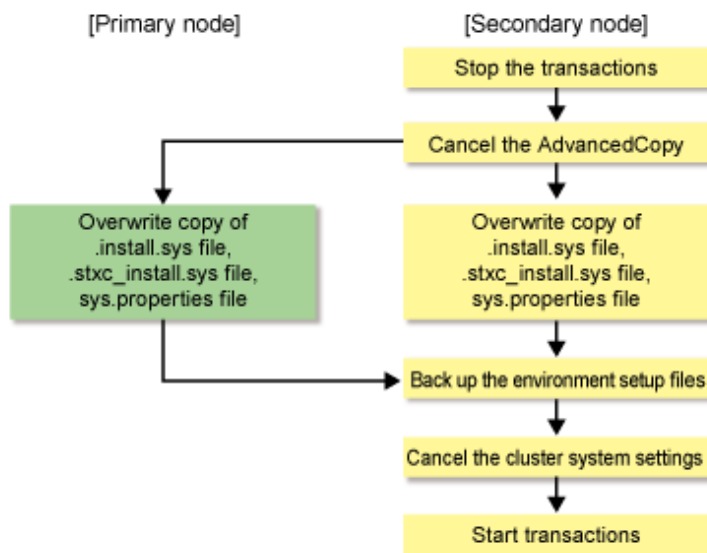 [Primary node]
[Secondary node]
Stop the transactions
Cancel the AdvancedCopy
Overwrite copy of
.install.sys file,
.stxc_install.sys file,
sys.properties file
Overwrite copy of
.install.sys file,
.stxc_install.sys file,
sys.properties file
Back up the environment setup files
Cancel the cluster system settings
Start transactions